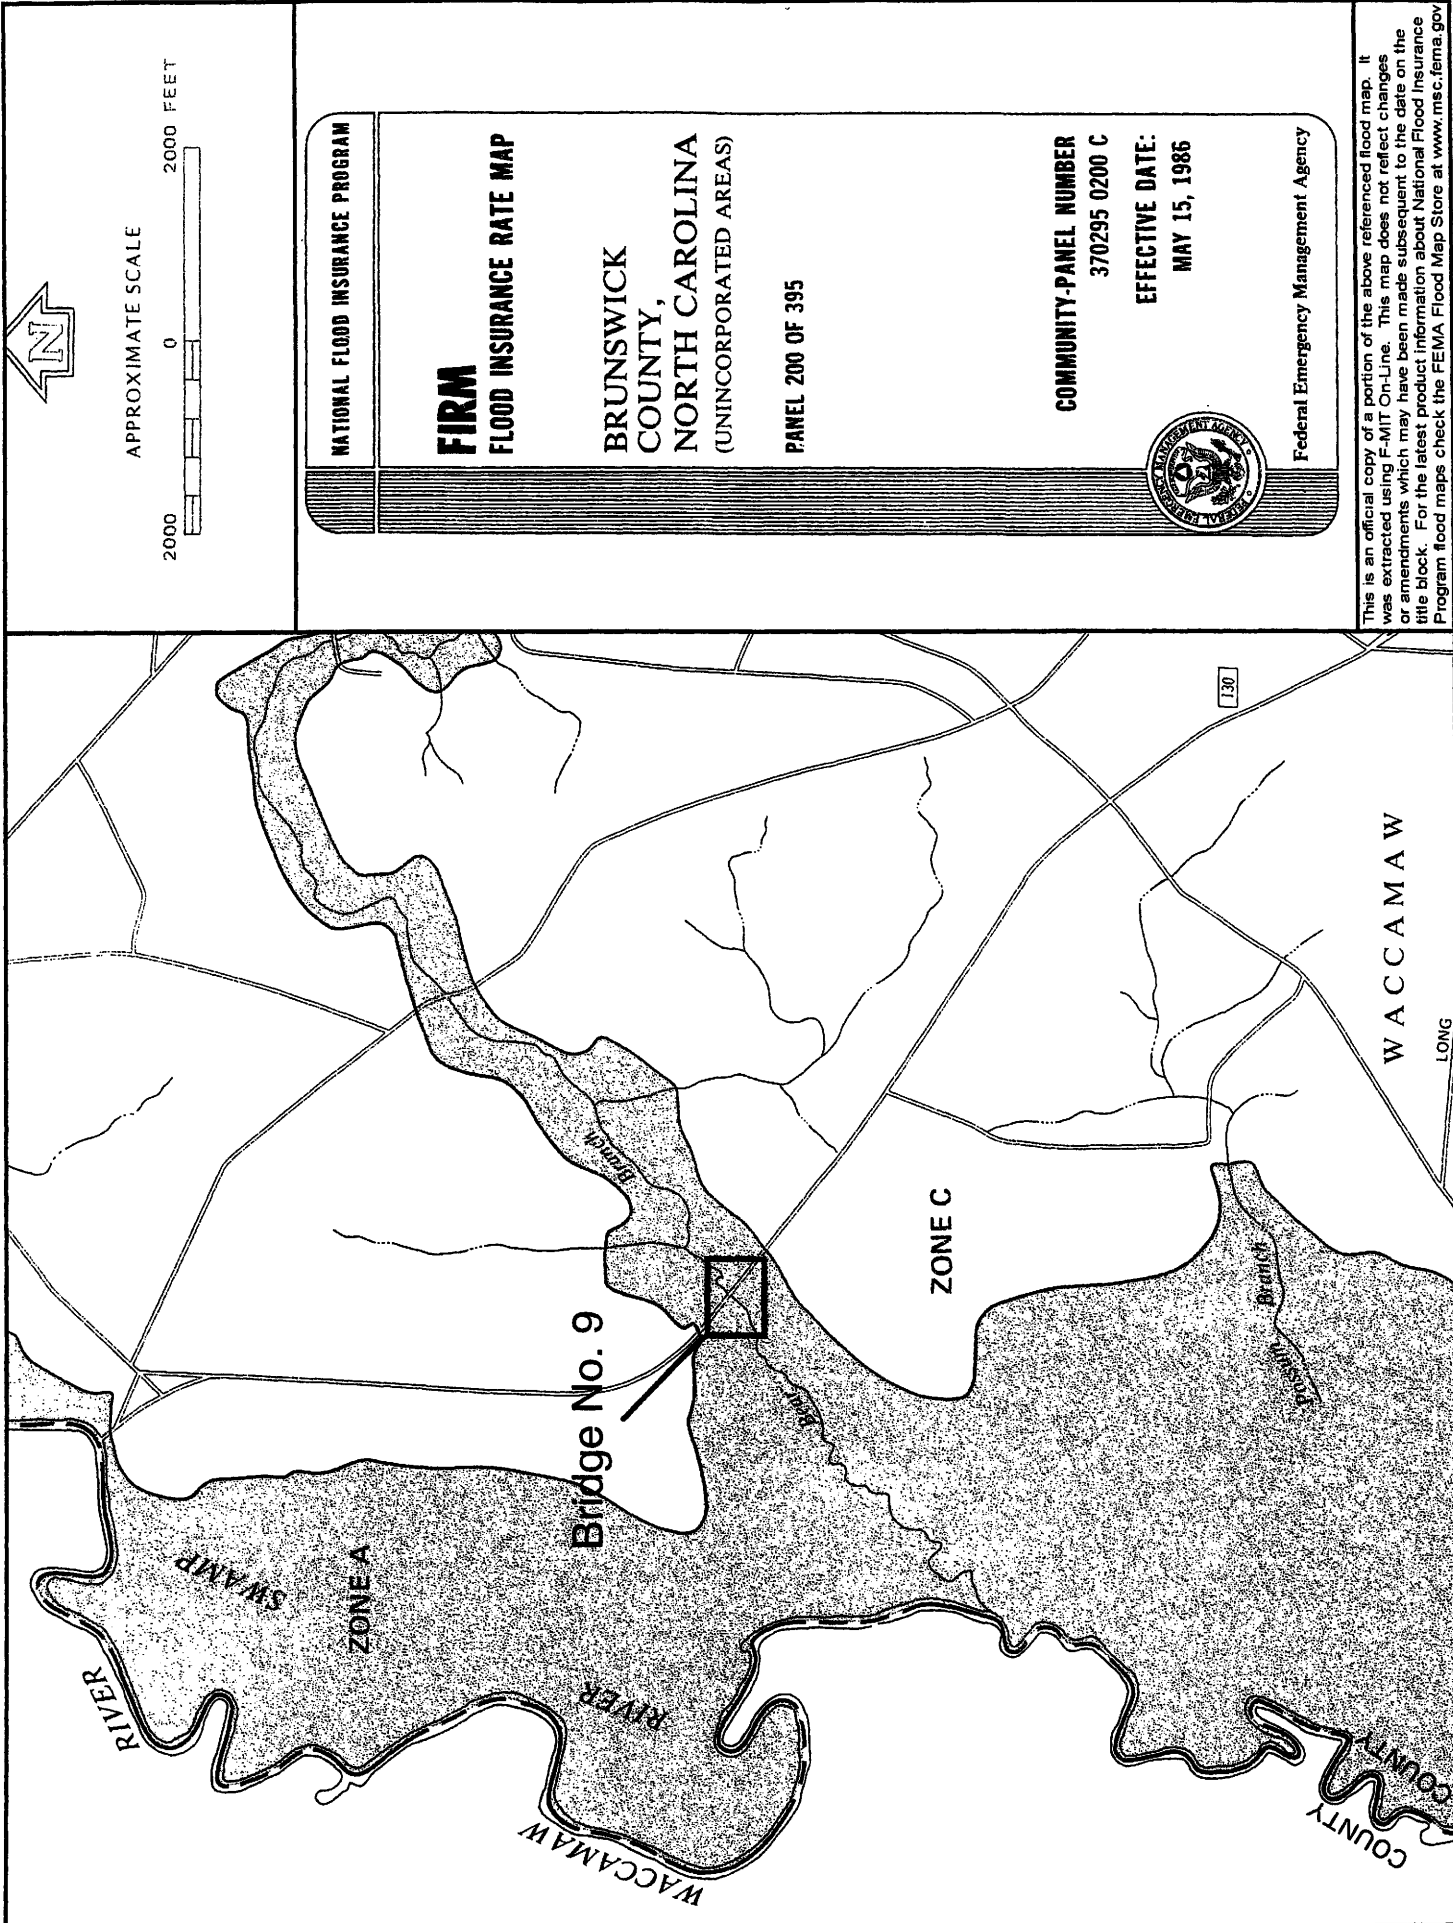 N
APPROXIMATE SCALE
2000 0 2000 FEET
NATIONAL FLOOD INSURANCE PROGRAM
FIRM
FLOOD INSURANCE RATE MAP
BRUNSWICK
COUNTY,
NORTH CAROLINA
(UNINCORPORATED AREAS)
PANEL 200 OF 395
COMMUNITY-PANEL NUMBER
370295 0200 C
EFFECTIVE DATE:
MAY 15, 1986
FEDERAL EMERGENCY MANAGEMENT AGENCY
Federal Emergency Management Agency
This is an official copy of a portion of the above referenced flood map. It
was extracted using F-MIT On-Line. This map does not reflect changes
or amendments which may have been made subsequent to the date on the
title block. For the latest product information about National Flood Insurance
Program flood maps check the FEMA Flood Map Store at www.msc.fema.gov
RIVER
SWAMP
ZONE A
WACCAMAW
RIVER
Bridge No. 9
Branch
Bear
ZONE C
Possum Branch
130
WACCAMAW
LONG
COUNTY
COUNTY